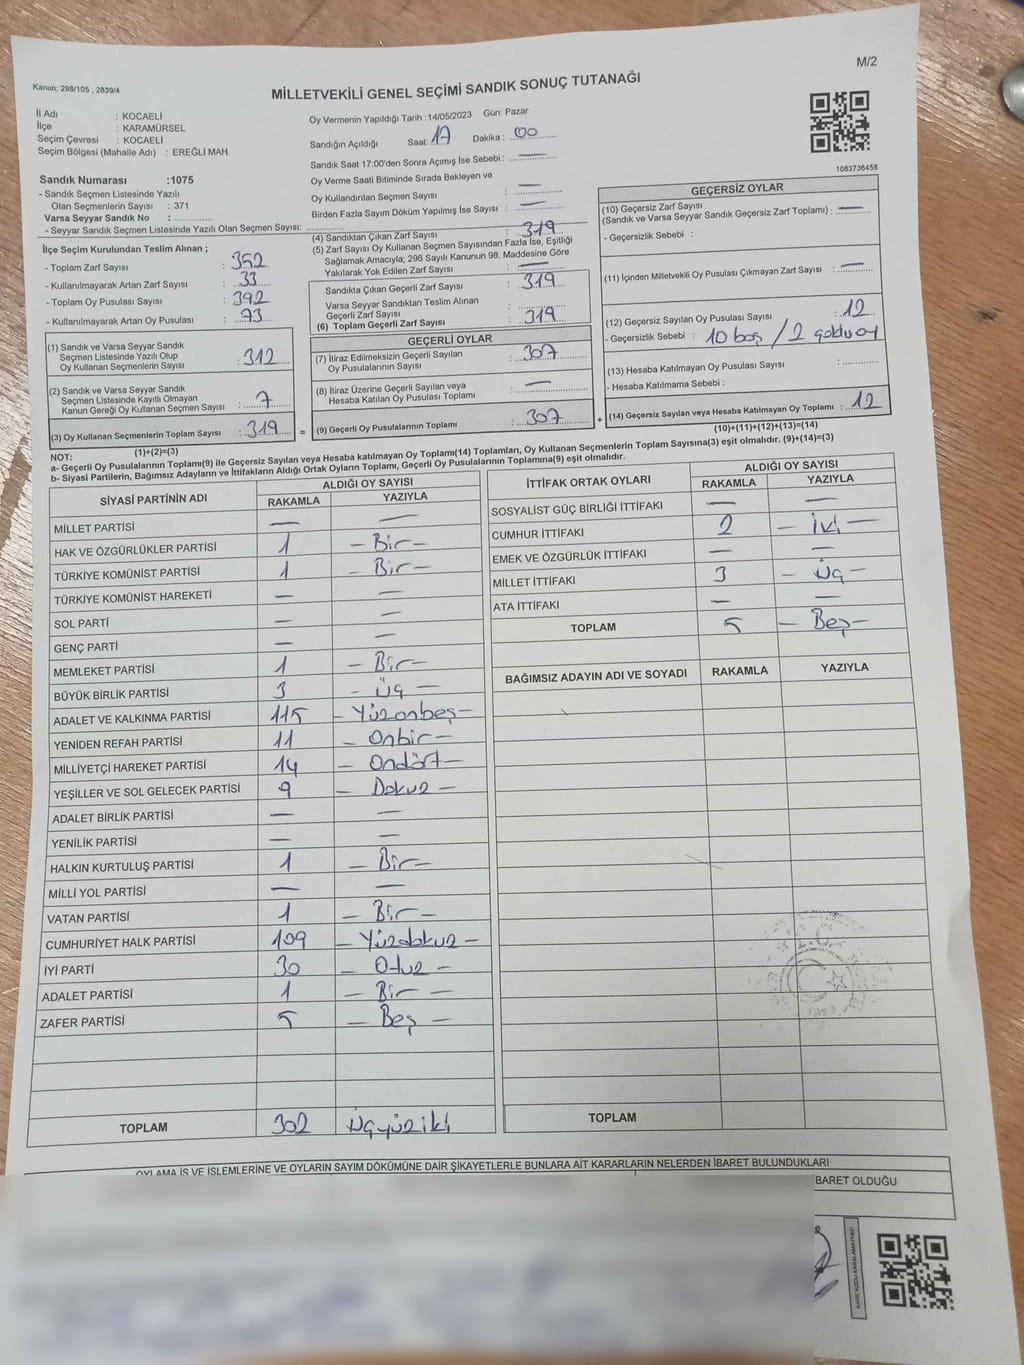 M/2
Kanun; 298/105 , 2839/4
MİLLETVEKİLİ GENEL SEÇİMİ SANDIK SONUÇ TUTANAĞI
İl Adı : KOCAELİ
İlçe : KARAMÜRSEL
Seçim Çevresi : KOCAELİ
Seçim Bölgesi (Mahalle Adı) : EREĞLİ MAH.
Sandık Numarası :1075
- Sandık Seçmen Listesinde Yazılı
Olan Seçmenlerin Sayısı : 371
Varsa Seyyar Sandık No :
- Seyyar Sandık Seçmen Listesinde Yazılı Olan Seçmen Sayısı:
Oy Vermenin Yapıldığı Tarih :14/05/2023 Gün: Pazar
Sandığın Açıldığı Saat: 17 Dakika : 00
Sandık Saat 17:00'den Sonra Açımış İse Sebebi : —
Oy Verme Saati Bitiminde Sırada Bekleyen ve
Oy Kullandırılan Seçmen Sayısı : —
Birden Fazla Sayım Döküm Yapılmış İse Sayısı : —
1083736458
İlçe Seçim Kurulundan Teslim Alınan ;
- Toplam Zarf Sayısı : 352
- Kullanılmayarak Artan Zarf Sayısı : 33
- Toplam Oy Pusulası Sayısı : 392
- Kullanılmayarak Artan Oy Pusulası : 73
(1) Sandık ve Varsa Seyyar Sandık
Seçmen Listesinde Yazılı Olup
Oy Kullanan Seçmenlerin Sayısı : 312
(2) Sandık ve Varsa Seyyar Sandık
Seçmen Listesinde Kayıtlı Olmayan
Kanun Gereği Oy Kullanan Seçmen Sayısı : 7
(3) Oy Kullanan Seçmenlerin Toplam Sayısı : 319
(1)+(2)=(3)
(4) Sandıktan Çıkan Zarf Sayısı : 319
(5) Zarf Sayısı Oy Kullanan Seçmen Sayısından Fazla İse, Eşitliği
Sağlamak Amacıyla; 298 Sayılı Kanunun 98. Maddesine Göre
Yakılarak Yok Edilen Zarf Sayısı : —
Sandıkta Çıkan Geçerli Zarf Sayısı : 319
Varsa Seyyar Sandıktan Teslim Alınan
Geçerli Zarf Sayısı :
(6) Toplam Geçerli Zarf Sayısı : 319
GEÇERLİ OYLAR
(7) İtiraz Edilmeksizin Geçerli Sayılan
Oy Pusulalarının Sayısı : 307
(8) İtiraz Üzerine Geçerli Sayılan veya
Hesaba Katılan Oy Pusulası Toplamı : —
= (9) Geçerli Oy Pusulalarının Toplamı : 307 +
GEÇERSİZ OYLAR
(10) Geçersiz Zarf Sayısı
(Sandık ve Varsa Seyyar Sandık Geçersiz Zarf Toplamı) : —
- Geçersizlik Sebebi :
(11) İçinden Milletvekili Oy Pusulası Çıkmayan Zarf Sayısı : —
(12) Geçersiz Sayılan Oy Pusulası Sayısı : 12
- Geçersizlik Sebebi : 10 boş / 2
(13) Hesaba Katılmayan Oy Pusulası Sayısı :
- Hesaba Katılmama Sebebi :
(14) Geçersiz Sayılan veya Hesaba Katılmayan Oy Toplamı : 12
(10)+(11)+(12)+(13)=(14)
NOT:
a- Geçerli Oy Pusulalarının Toplamı(9) ile Geçersiz Sayılan veya Hesaba katılmayan Oy Toplamı(14) Toplamları, Oy Kullanan Seçmenlerin Toplam Sayısına(3) eşit olmalıdır. (9)+(14)=(3)
b- Siyasi Partilerin, Bağımsız Adayların ve İttifakların Aldığı Ortak Oyların Toplamı, Geçerli Oy Pusulalarının Toplamına(9) eşit olmalıdır.
SİYASİ PARTİNİN ADI ALDIĞI OY SAYISI
RAKAMLA YAZIYLA
MİLLET PARTİSİ — —
HAK VE ÖZGÜRLÜKLER PARTİSİ 1 – Bir –
TÜRKİYE KOMÜNİST PARTİSİ 1 – Bir –
TÜRKİYE KOMÜNİST HAREKETİ — —
SOL PARTİ — —
GENÇ PARTİ — —
MEMLEKET PARTİSİ 1 – Bir –
BÜYÜK BİRLİK PARTİSİ 3 – Üç –
ADALET VE KALKINMA PARTİSİ 115 – Yüzonbeş –
YENİDEN REFAH PARTİSİ 11 – Onbir –
MİLLİYETÇİ HAREKET PARTİSİ 14 – Ondört –
YEŞİLLER VE SOL GELECEK PARTİSİ 9 – Dokuz –
ADALET BİRLİK PARTİSİ — —
YENİLİK PARTİSİ — —
HALKIN KURTULUŞ PARTİSİ 1 – Bir –
MİLLİ YOL PARTİSİ — —
VATAN PARTİSİ 1 – Bir –
CUMHURİYET HALK PARTİSİ 109 – Yüzdokuz –
İYİ PARTİ 30 – Otuz –
ADALET PARTİSİ 1 – Bir –
ZAFER PARTİSİ 5 – Beş –
TOPLAM 302 Üçyüziki
İTTİFAK ORTAK OYLARI ALDIĞI OY SAYISI
RAKAMLA YAZIYLA
SOSYALİST GÜÇ BİRLİĞİ İTTİFAKI — —
CUMHUR İTTİFAKI 2 – İki –
EMEK VE ÖZGÜRLÜK İTTİFAKI — —
MİLLET İTTİFAKI 3 – Üç –
ATA İTTİFAKI — —
TOPLAM 5 – Beş –
BAĞIMSIZ ADAYIN ADI VE SOYADI RAKAMLA YAZIYLA
T.C.
TOPLAM
OYLAMA İŞ VE İŞLEMLERİNE VE OYLARIN SAYIM DÖKÜMÜNE DAİR ŞİKAYETLERLE BUNLARA AİT KARARLARIN NELERDEN İBARET BULUNDUKLARI
BARET OLDUĞU